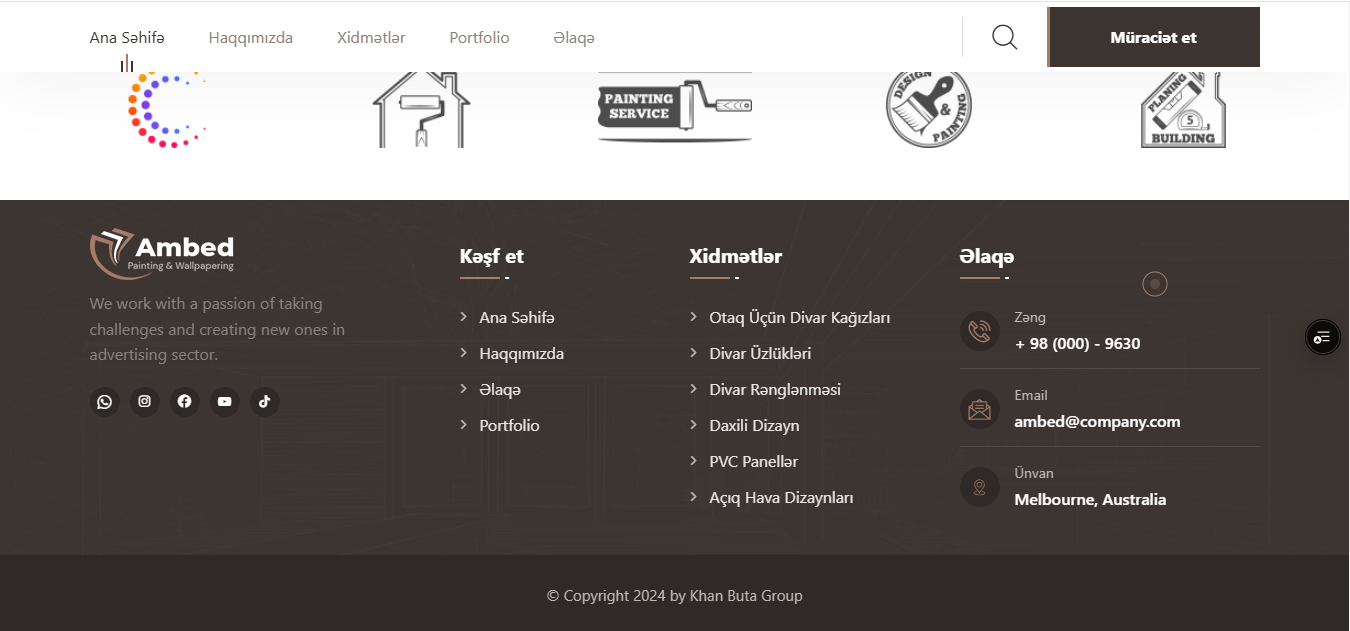 Ana Səhifə Haqqımızda Xidmətlər Portfolio Əlaqə Müraciət et
PAINTING
SERVICE
DESIGN
&
PAINTING
PLANING
5
BUILDING
Ambed
Painting & Wallpapering
We work with a passion of taking
challenges and creating new ones in
advertising sector.
Kəşf et
Ana Səhifə
Haqqımızda
Əlaqə
Portfolio
Xidmətlər
Otaq Üçün Divar Kağızları
Divar Üzlükləri
Divar Rənglənməsi
Daxili Dizayn
PVC Panellər
Açıq Hava Dizaynları
Əlaqə
Zəng
+ 98 (000) - 9630
Email
ambed@company.com
Ünvan
Melbourne, Australia
© Copyright 2024 by Khan Buta Group